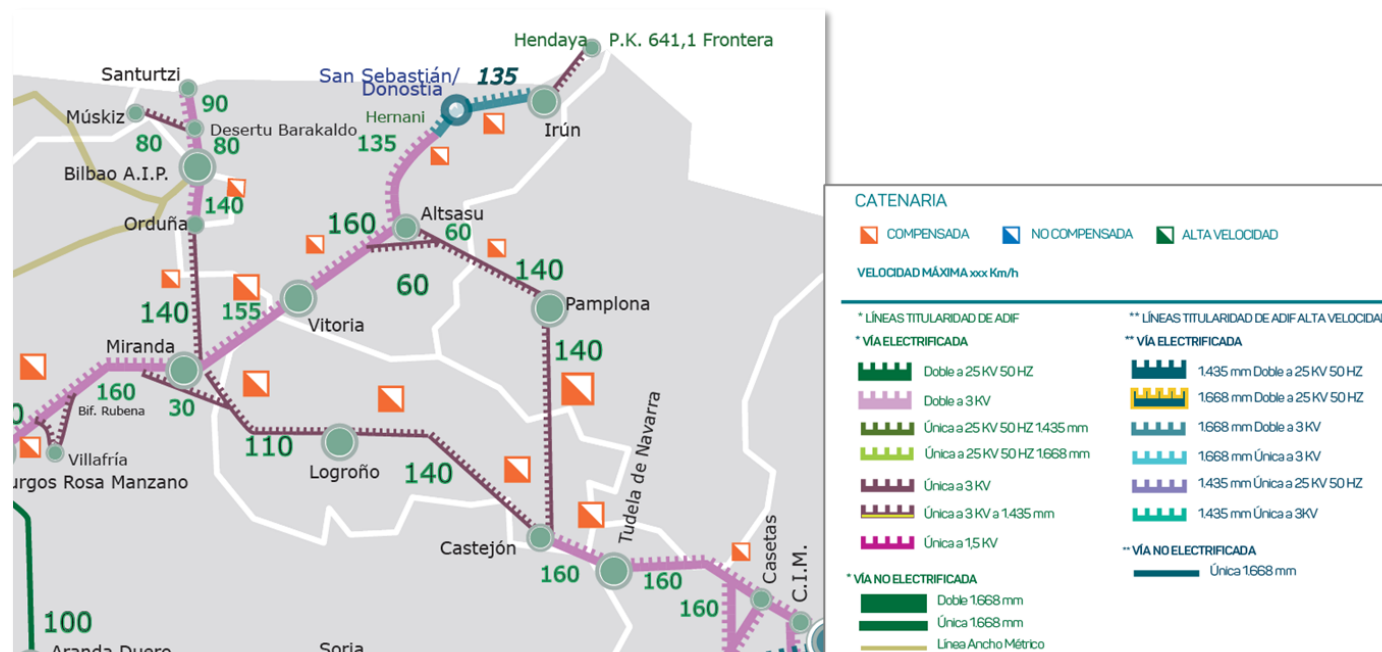 Hendaya
P.K. 641,1 Frontera
Santurtzi
San Sebastián/
Donostia
135
90
Múskiz
Desertu Barakaldo
Hernani
Irún
80
80
135
Bilbao A.I.P.
140
Orduña
Altsasu
160
60
140
60
Pamplona
140
155
Vitoria
Miranda
140
160
Bif. Rubena
30
110
Logroño
140
Tudela de Navarra
Villafría
urgos Rosa Manzano
Castejón
160
160
160
Casetas
C.I.M.
100
Aranda Duero
Soria
CATENARIA
COMPENSADA
NO COMPENSADA
ALTA VELOCIDAD
VELOCIDAD MÁXIMA xxx Km/h
* LÍNEAS TITULARIDAD DE ADIF
* VÍA ELECTRIFICADA
Doble a 25 KV 50 HZ
Doble a 3 KV
Única a 25 KV 50 HZ 1.435 mm
Única a 25 KV 50 HZ 1.668 mm
Única a 3 KV
Única a 3 KV a 1.435 mm
Única a 1,5 KV
* VÍA NO ELECTRIFICADA
Doble 1.668 mm
Única 1.668 mm
Línea Ancho Métrico
** LÍNEAS TITULARIDAD DE ADIF ALTA VELOCIDA
** VÍA ELECTRIFICADA
1.435 mm Doble a 25 KV 50 HZ
1.668 mm Doble a 25 KV 50 HZ
1.668 mm Doble a 3 KV
1.668 mm Única a 3 KV
1.435 mm Única a 25 KV 50 HZ
1.435 mm Única a 3KV
** VÍA NO ELECTRIFICADA
Única 1.668 mm